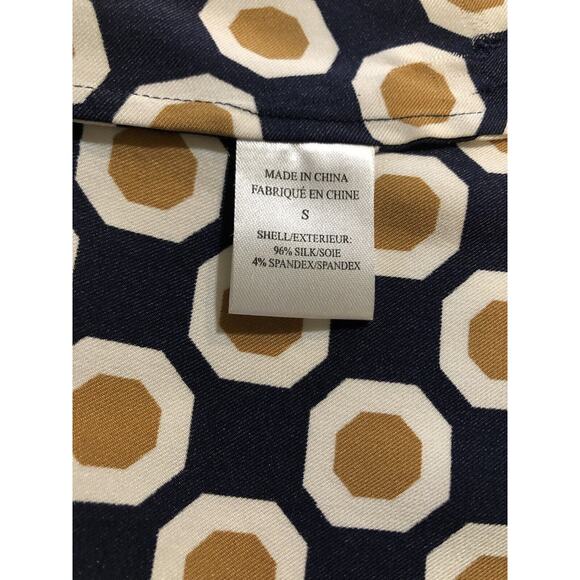 MADE IN CHINA
FABRIQUÉ EN CHINE
S
SHELL/EXTERIEUR:
96% SILK/SOIE
4% SPANDEX/SPANDEX